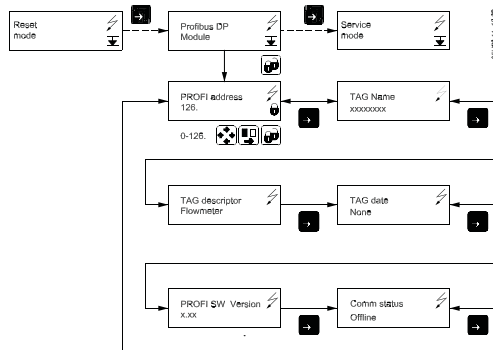 Reset
mode
Profibus DP
Module
Service
mode
PROFI address
126.
TAG Name
xxxxxxxx
0-126.
TAG descriptor
Flowmeter
TAG date
None
PROFI SW Version
x.xx
Comm status
Offline